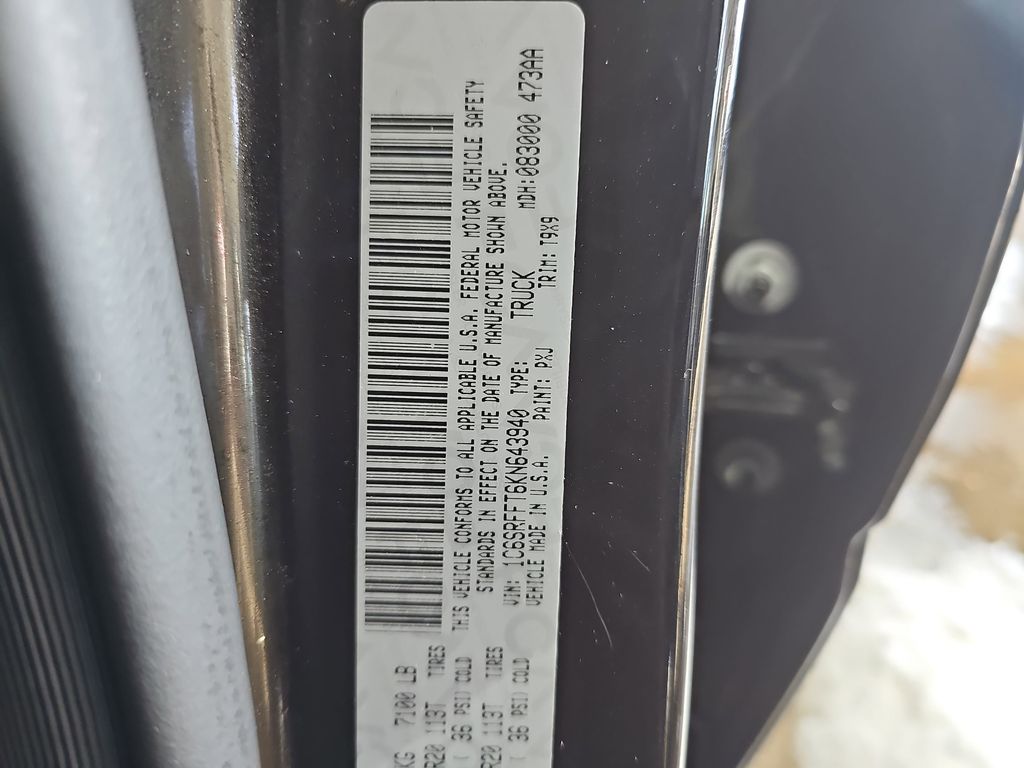 KG 7100 LB
R20 113T TIRES
( 36 PSI) COLD
R20 113T TIRES
( 36 PSI) COLD
THIS VEHICLE CONFORMS TO ALL APPLICABLE U.S.A. FEDERAL MOTOR VEHICLE SAFETY
STANDARDS IN EFFECT ON THE DATE OF MANUFACTURE SHOWN ABOVE.
VIN: 1C6SRFFT6KN643940 TYPE: TRUCK MDH:083000 473AA
VEHICLE MADE IN U.S.A. PAINT: PXJ TRIM: T9X9